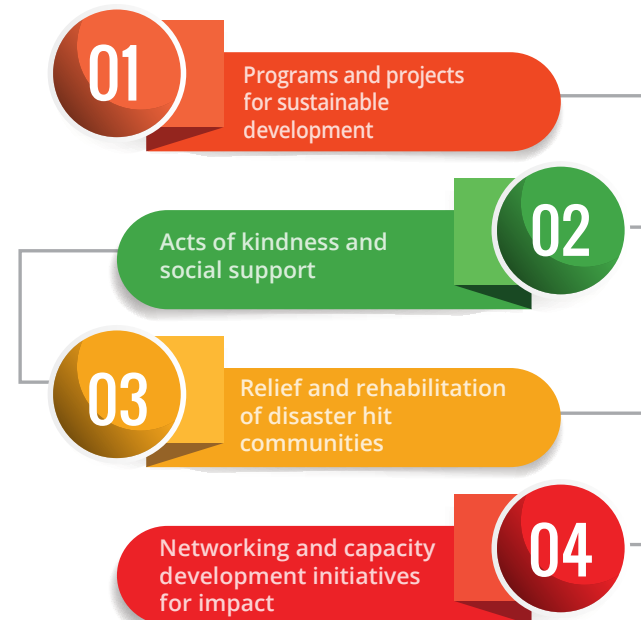 01
Programs and projects
for sustainable
development
Acts of kindness and
social support
02
03
Relief and rehabilitation
of disaster hit
communities
Networking and capacity
development initiatives
for impact
04